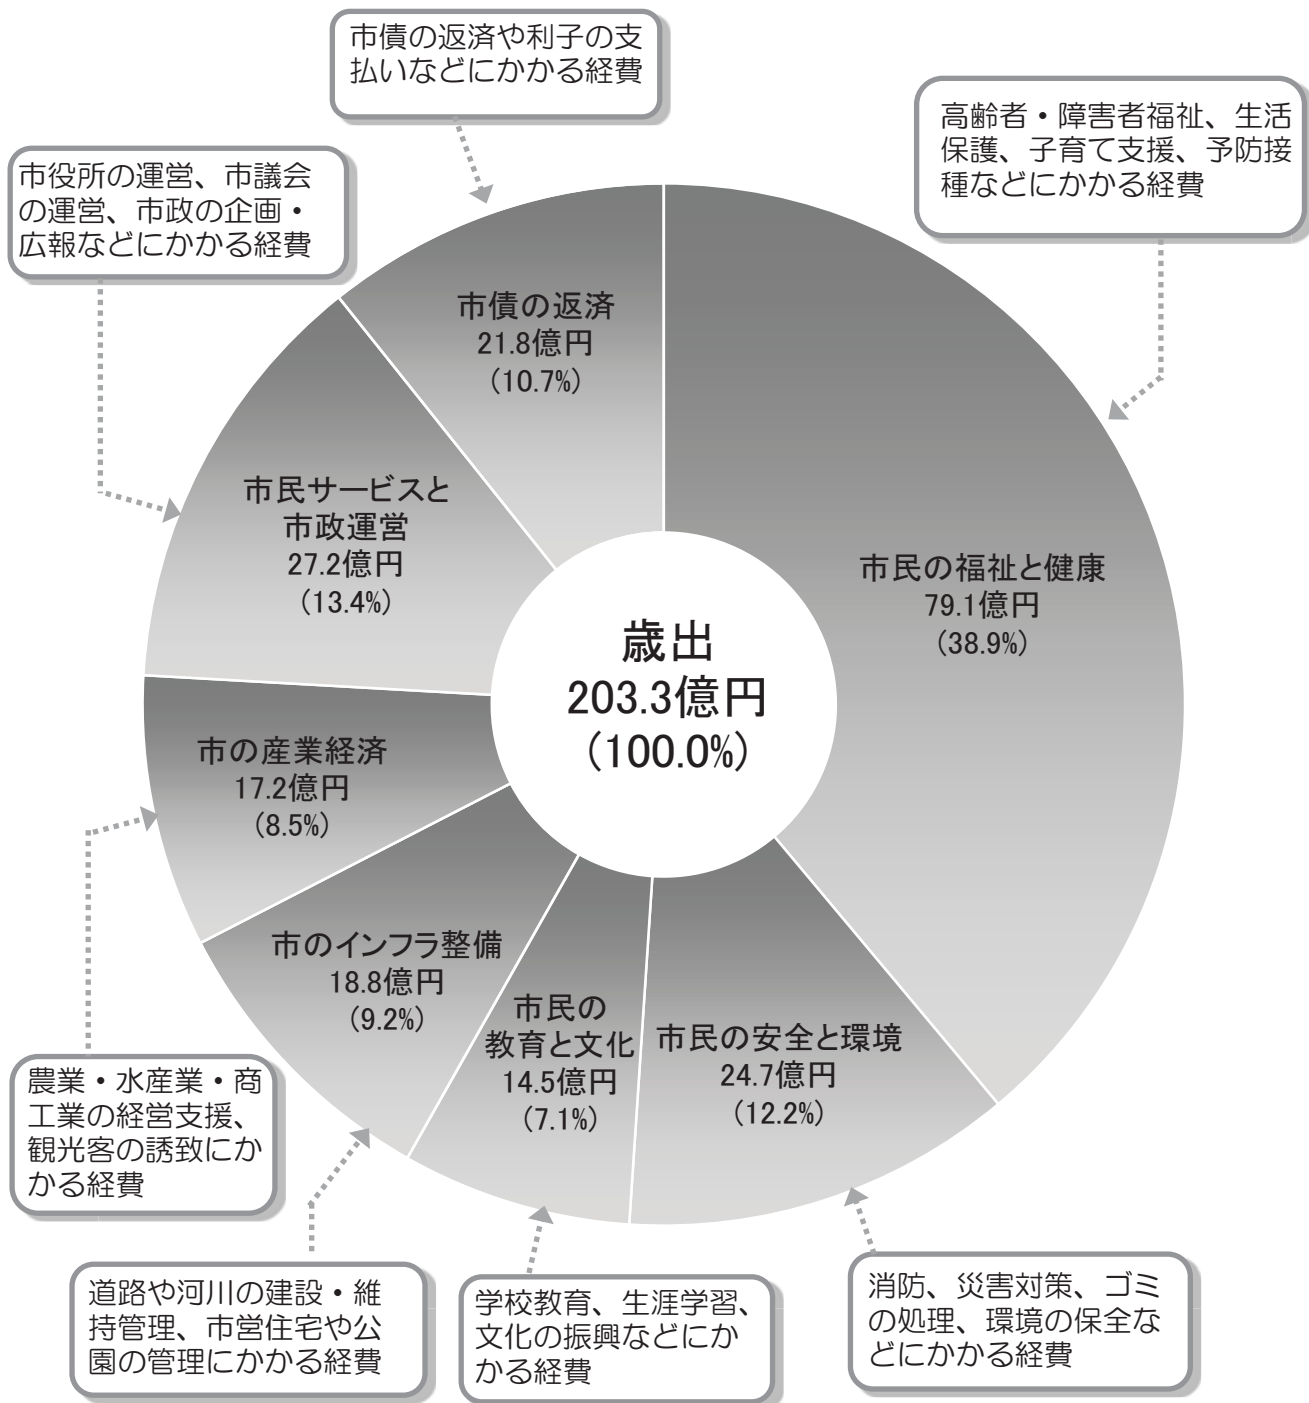 市債の返済や利子の支
払いなどにかかる経費
高齢者・障害者福祉、生活
保護、子育て支援、予防接
種などにかかる経費
市役所の運営、市議会
の運営、市政の企画・
広報などにかかる経費
市債の返済
21.8億円
(10.7%)
市民サービスと
市政運営
27.2億円
(13.4%)
市民の福祉と健康
79.1億円
(38.9%)
歳出
203.3億円
(100.0%)
市の産業経済
17.2億円
(8.5%)
市のインフラ整備
18.8億円
(9.2%)
市民の
教育と文化
14.5億円
(7.1%)
市民の安全と環境
24.7億円
(12.2%)
農業・水産業・商
工業の経営支援、
観光客の誘致にか
かる経費
道路や河川の建設・維
持管理、市営住宅や公
園の管理にかかる経費
学校教育、生涯学習、
文化の振興などにか
かる経費
消防、災害対策、ゴミ
の処理、環境の保全な
どにかかる経費